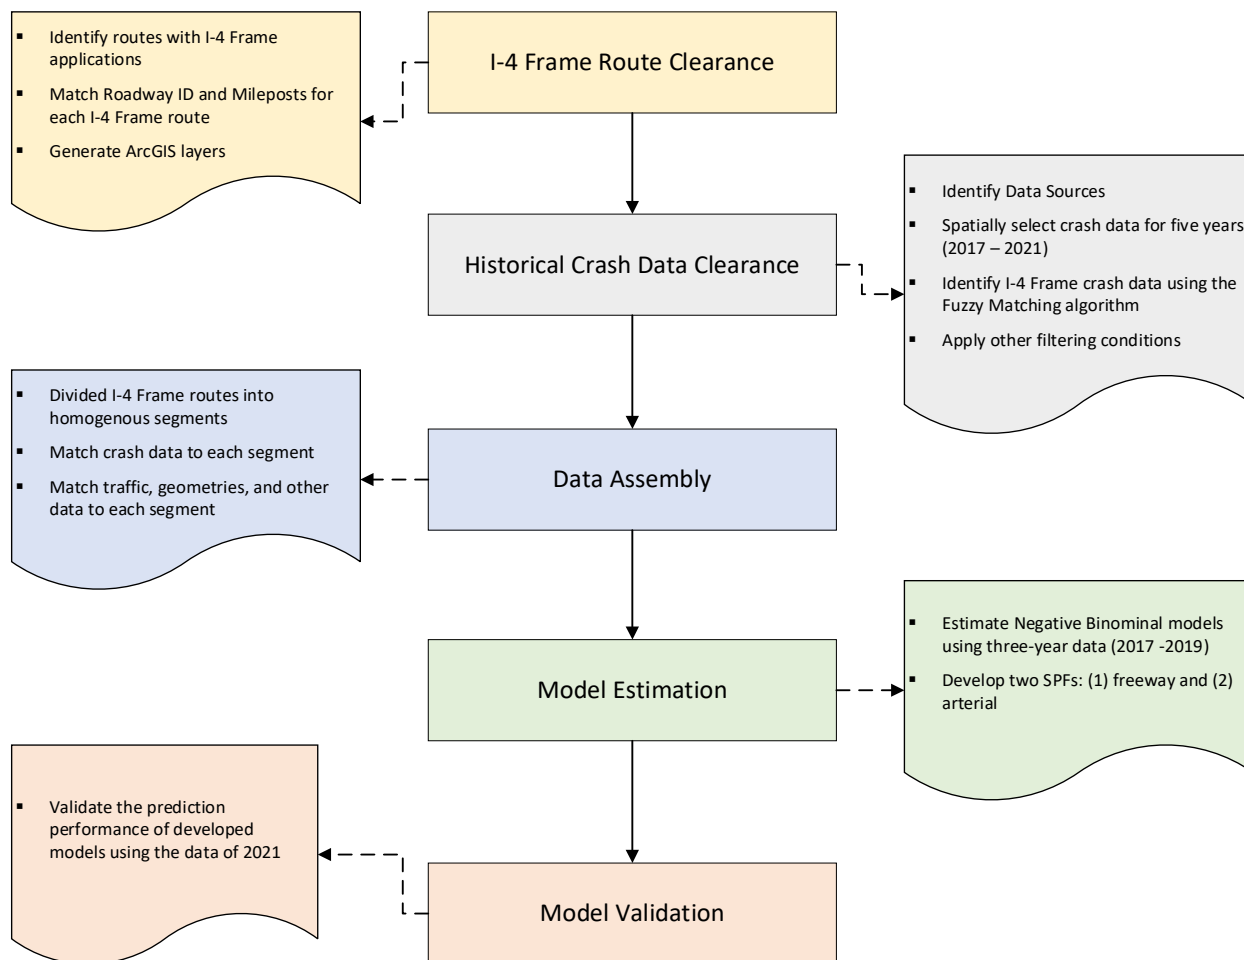 I-4 Frame Route Clearance
▪ Identify routes with I-4 Frame
applications
▪ Match Roadway ID and Mileposts for
each I-4 Frame route
▪ Generate ArcGIS layers
Historical Crash Data Clearance
▪ Identify Data Sources
▪ Spatially select crash data for five years
(2017 – 2021)
▪ Identify I-4 Frame crash data using the
Fuzzy Matching algorithm
▪ Apply other filtering conditions
Data Assembly
▪ Divided I-4 Frame routes into
homogenous segments
▪ Match crash data to each segment
▪ Match traffic, geometries, and other
data to each segment
Model Estimation
▪ Estimate Negative Binominal models
using three-year data (2017 -2019)
▪ Develop two SPFs: (1) freeway and (2)
arterial
Model Validation
▪ Validate the prediction
performance of developed
models using the data of 2021